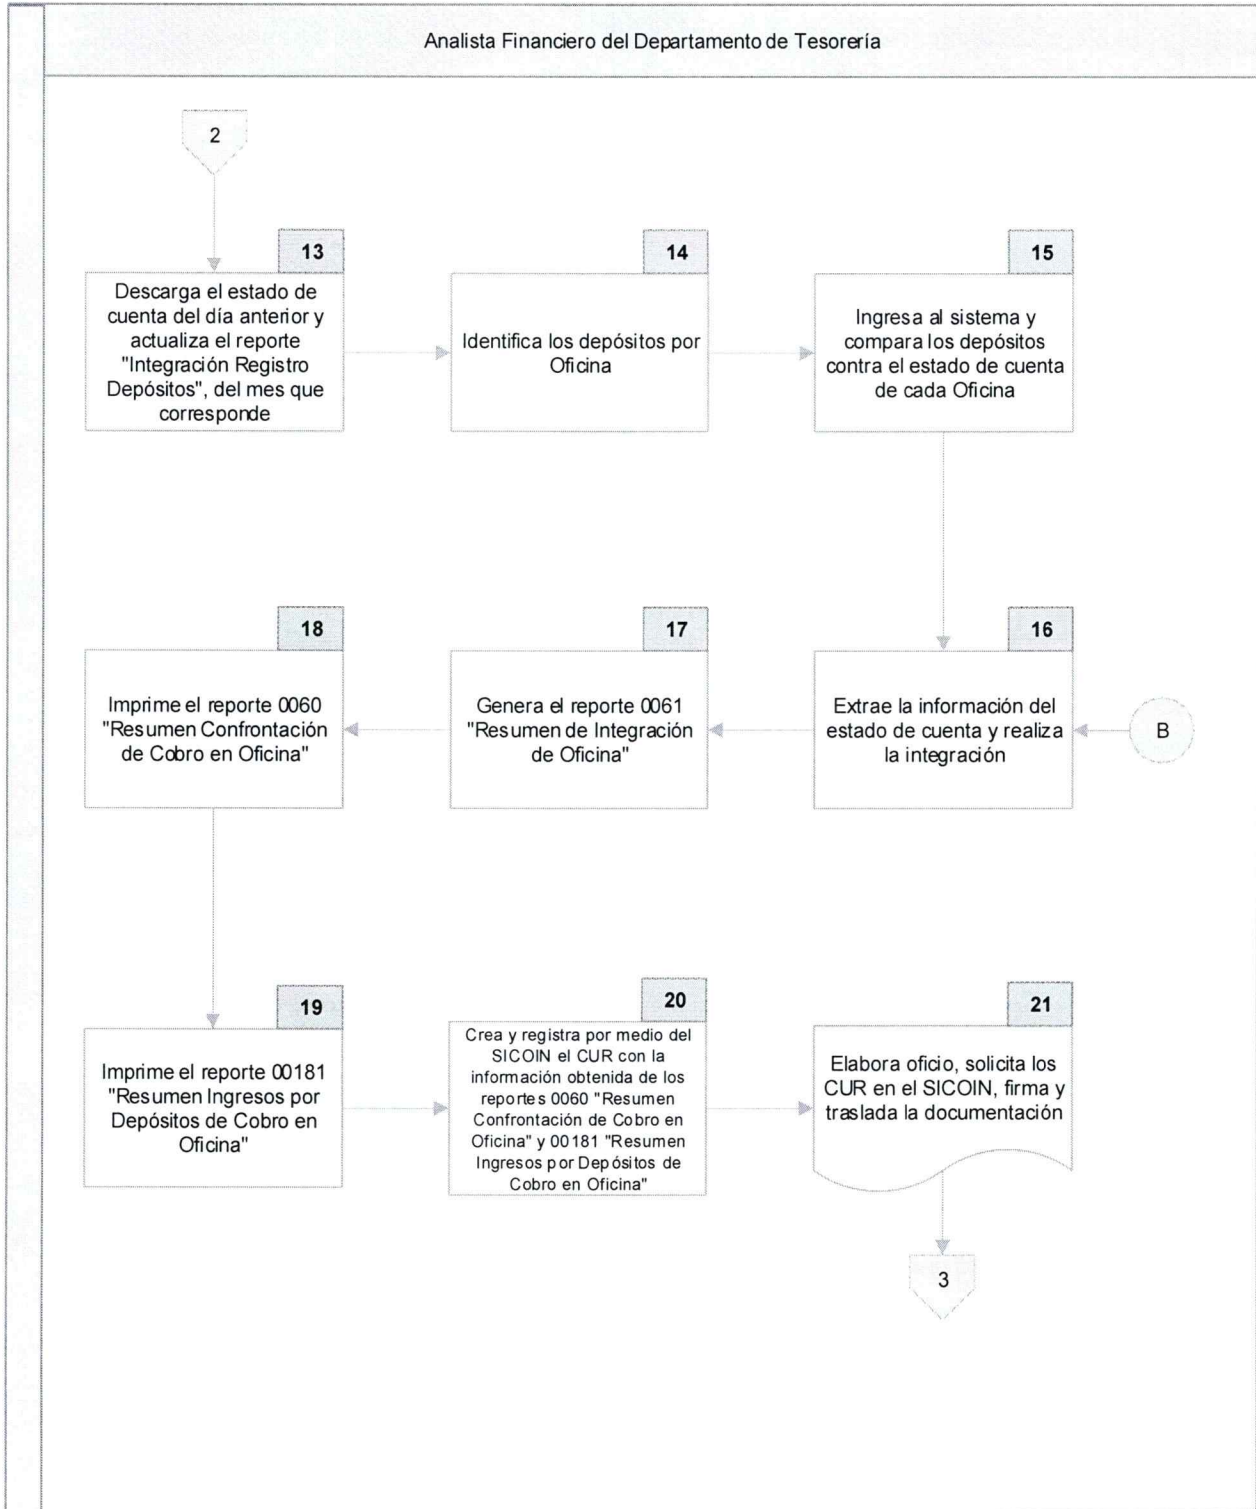 Analista Financiero del Departamento de Tesorería
2
13
Descarga el estado de
cuenta del día anterior y
actualiza el reporte
"Integración Registro
Depósitos", del mes que
corresponde
14
Identifica los depósitos por
Oficina
15
Ingresa al sistema y
compara los depósitos
contra el estado de cuenta
de cada Oficina
16
Extrae la información del
estado de cuenta y realiza
la integración
B
17
Genera el reporte 0061
"Resumen de Integración
de Oficina"
18
Imprime el reporte 0060
"Resumen Confrontación
de Cobro en Oficina"
19
Imprime el reporte 00181
"Resumen Ingresos por
Depósitos de Cobro en
Oficina"
20
Crea y registra por medio del
SICOIN el CUR con la
información obtenida de los
reportes 0060 "Resumen
Confrontación de Cobro en
Oficina" y 00181 "Resumen
Ingresos por Depósitos de
Cobro en Oficina"
21
Elabora oficio, solicita los
CUR en el SICOIN, firma y
traslada la documentación
3